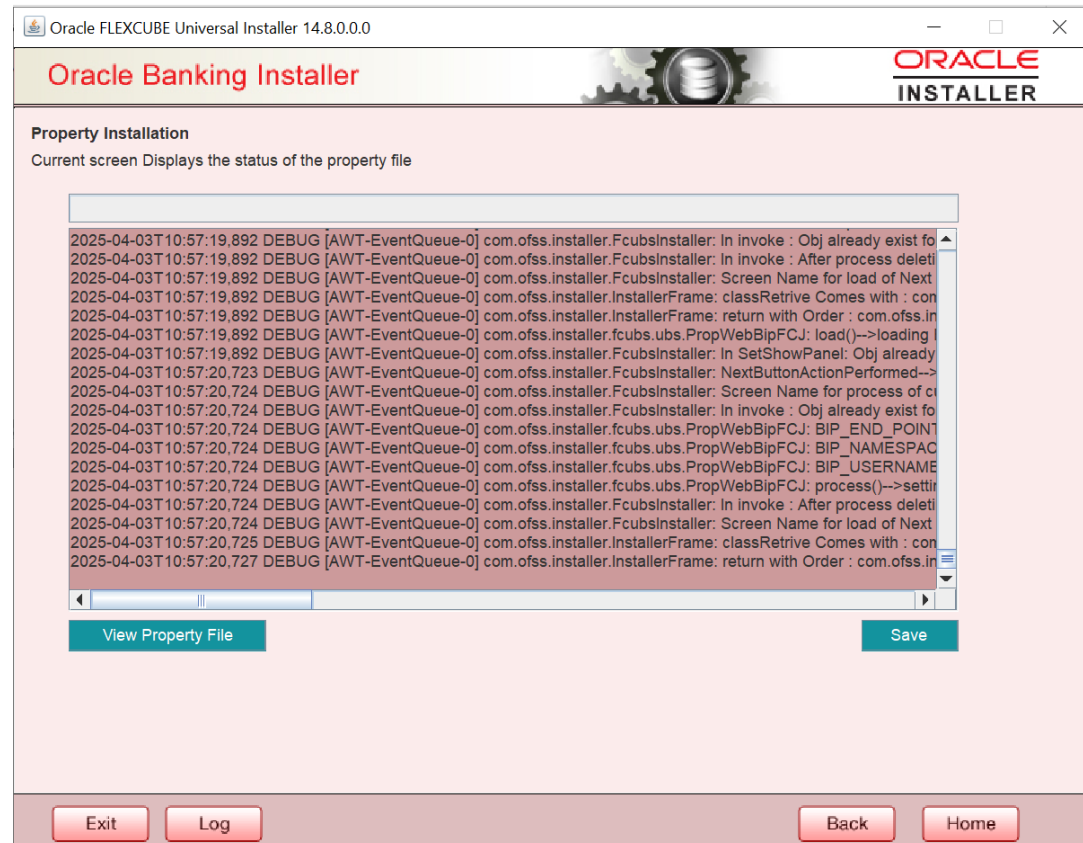 Oracle FLEXCUBE Universal Installer 14.8.0.0.0
Oracle Banking Installer
ORACLE
INSTALLER
Property Installation
Current screen Displays the status of the property file
2025-04-03T10:57:19,892 DEBUG [AWT-EventQueue-0] com.ofss.installer.FcubsInstaller: In invoke : Obj already exist fo
2025-04-03T10:57:19,892 DEBUG [AWT-EventQueue-0] com.ofss.installer.FcubsInstaller: In invoke : After process deleti
2025-04-03T10:57:19,892 DEBUG [AWT-EventQueue-0] com.ofss.installer.FcubsInstaller: Screen Name for load of Next
2025-04-03T10:57:19,892 DEBUG [AWT-EventQueue-0] com.ofss.installer.InstallerFrame: classRetrive Comes with : con
2025-04-03T10:57:19,892 DEBUG [AWT-EventQueue-0] com.ofss.installer.InstallerFrame: return with Order : com.ofss.in
2025-04-03T10:57:19,892 DEBUG [AWT-EventQueue-0] com.ofss.installer.fcubs.ubs.PropWebBipFCJ: load()-->loading
2025-04-03T10:57:19,892 DEBUG [AWT-EventQueue-0] com.ofss.installer.FcubsInstaller: In SetShowPanel: Obj already
2025-04-03T10:57:20,723 DEBUG [AWT-EventQueue-0] com.ofss.installer.FcubsInstaller: NextButtonActionPerformed-->
2025-04-03T10:57:20,724 DEBUG [AWT-EventQueue-0] com.ofss.installer.FcubsInstaller: Screen Name for process of cu
2025-04-03T10:57:20,724 DEBUG [AWT-EventQueue-0] com.ofss.installer.FcubsInstaller: In invoke : Obj already exist fo
2025-04-03T10:57:20,724 DEBUG [AWT-EventQueue-0] com.ofss.installer.fcubs.ubs.PropWebBipFCJ: BIP_END_POINT
2025-04-03T10:57:20,724 DEBUG [AWT-EventQueue-0] com.ofss.installer.fcubs.ubs.PropWebBipFCJ: BIP_NAMESPAC
2025-04-03T10:57:20,724 DEBUG [AWT-EventQueue-0] com.ofss.installer.fcubs.ubs.PropWebBipFCJ: BIP_USERNAME
2025-04-03T10:57:20,724 DEBUG [AWT-EventQueue-0] com.ofss.installer.fcubs.ubs.PropWebBipFCJ: process()-->settin
2025-04-03T10:57:20,724 DEBUG [AWT-EventQueue-0] com.ofss.installer.FcubsInstaller: In invoke : After process deleti
2025-04-03T10:57:20,724 DEBUG [AWT-EventQueue-0] com.ofss.installer.FcubsInstaller: Screen Name for load of Next
2025-04-03T10:57:20,725 DEBUG [AWT-EventQueue-0] com.ofss.installer.InstallerFrame: classRetrive Comes with : con
2025-04-03T10:57:20,727 DEBUG [AWT-EventQueue-0] com.ofss.installer.InstallerFrame: return with Order : com.ofss.in
View Property File
Save
Exit
Log
Back
Home